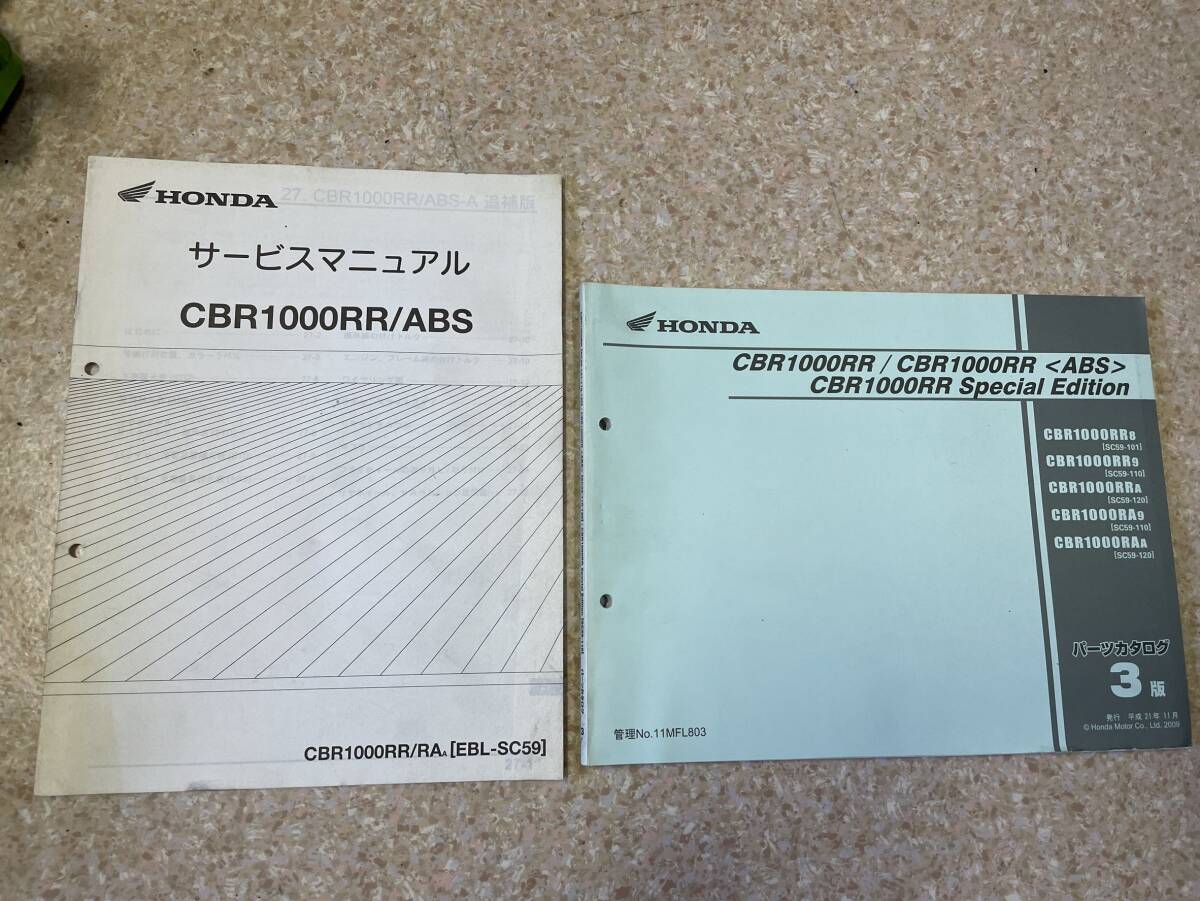 HONDA
27. CBR1000RR/ABS-A 追補版
サービスマニュアル
CBR1000RR/ABS
CBR1000RR/RAA [EBL-SC59]
27-1
HONDA
CBR1000RR / CBR1000RR <ABS>
CBR1000RR Special Edition
CBR1000RR8
[SC59-101]
CBR1000RR9
[SC59-110]
CBR1000RRA
[SC59-120]
CBR1000RA9
[SC59-110]
CBR1000RAA
[SC59-120]
パーツカタログ
3版
発行 平成21年11月
© Honda Motor Co., Ltd. 2009
管理No.11MFL803